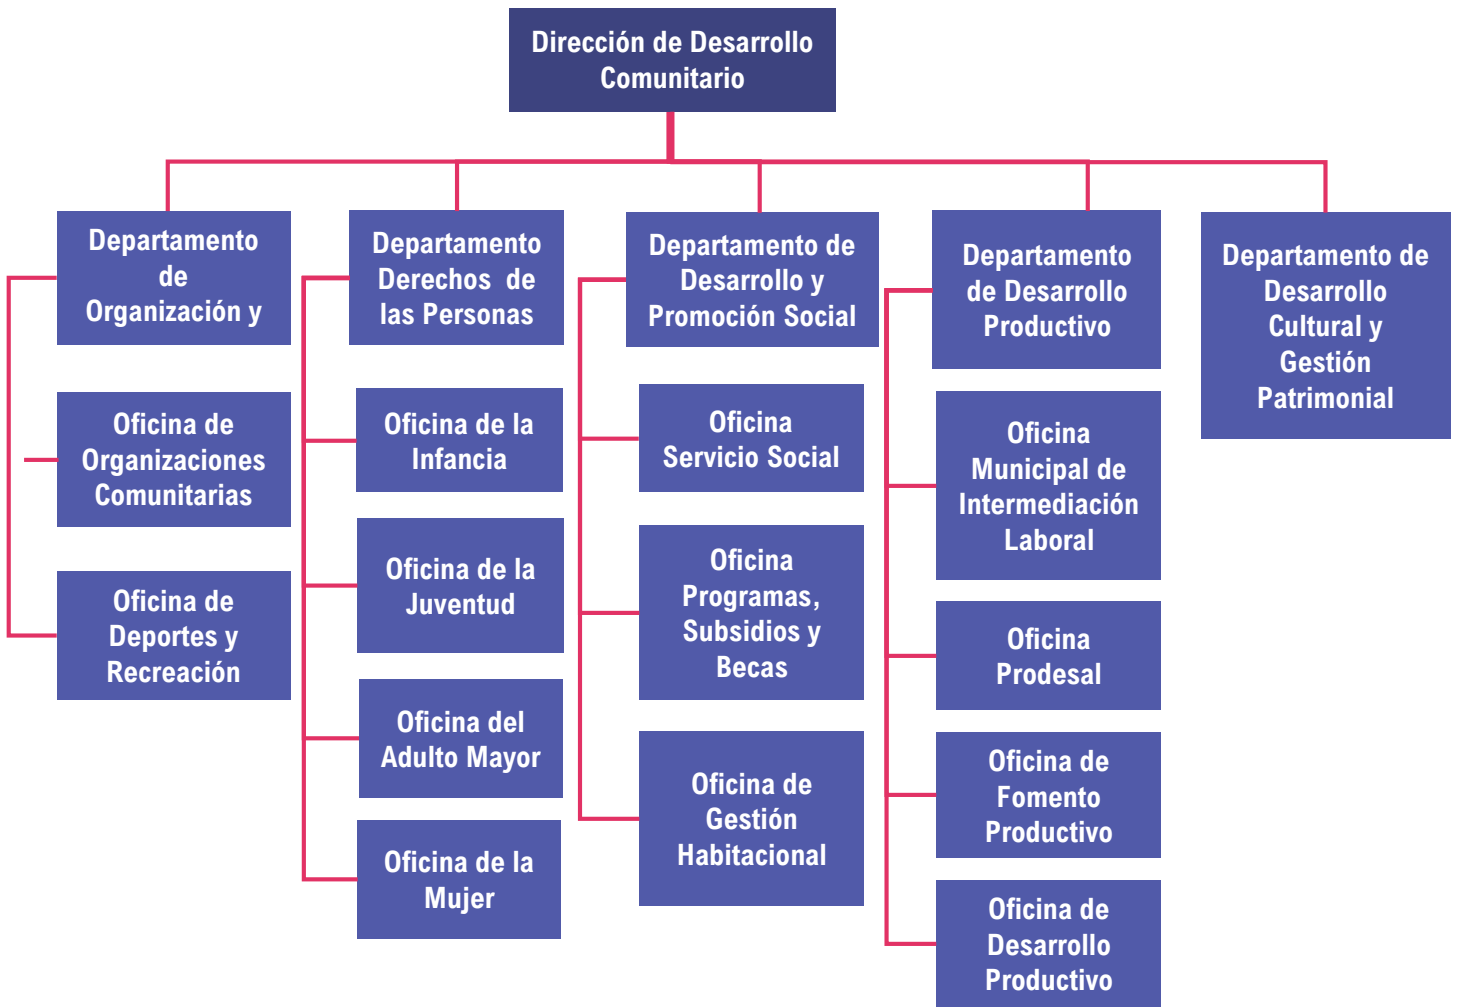 Dirección de Desarrollo
Comunitario
Departamento
de
Organización y
Oficina de
Organizaciones
Comunitarias
Oficina de
Deportes y
Recreación
Departamento
Derechos de
las Personas
Oficina de la
Infancia
Oficina de la
Juventud
Oficina del
Adulto Mayor
Oficina de la
Mujer
Departamento de
Desarrollo y
Promoción Social
Oficina
Servicio Social
Oficina
Programas,
Subsidios y
Becas
Oficina de
Gestión
Habitacional
Departamento
de Desarrollo
Productivo
Oficina
Municipal de
Intermediación
Laboral
Oficina
Prodesal
Oficina de
Fomento
Productivo
Oficina de
Desarrollo
Productivo
Departamento de
Desarrollo
Cultural y
Gestión
Patrimonial